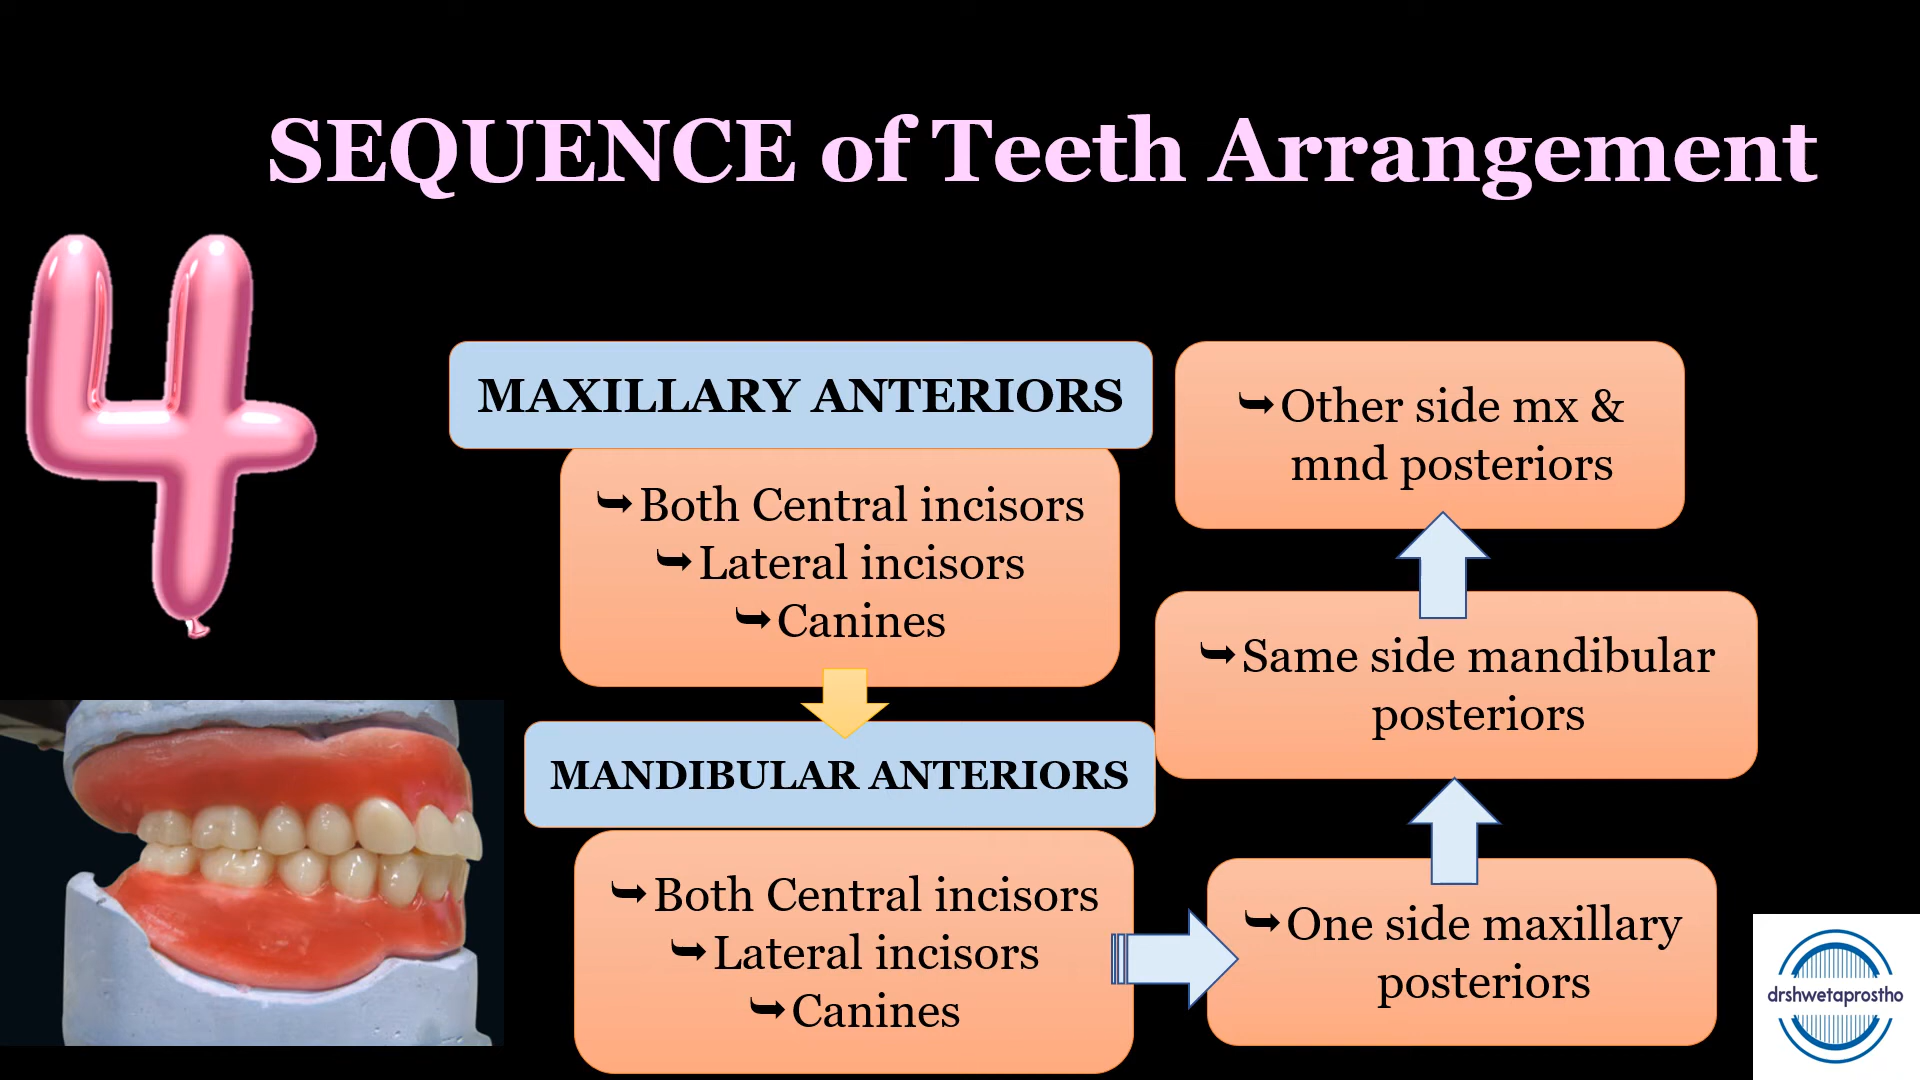 SEQUENCE of Teeth Arrangement
4
MAXILLARY ANTERIORS
➥Both Central incisors
➥Lateral incisors
➥Canines
MANDIBULAR ANTERIORS
➥Both Central incisors
➥Lateral incisors
➥Canines
➥One side maxillary
posteriors
➥Same side mandibular
posteriors
➥Other side mx &
mnd posteriors
drshwetaprostho